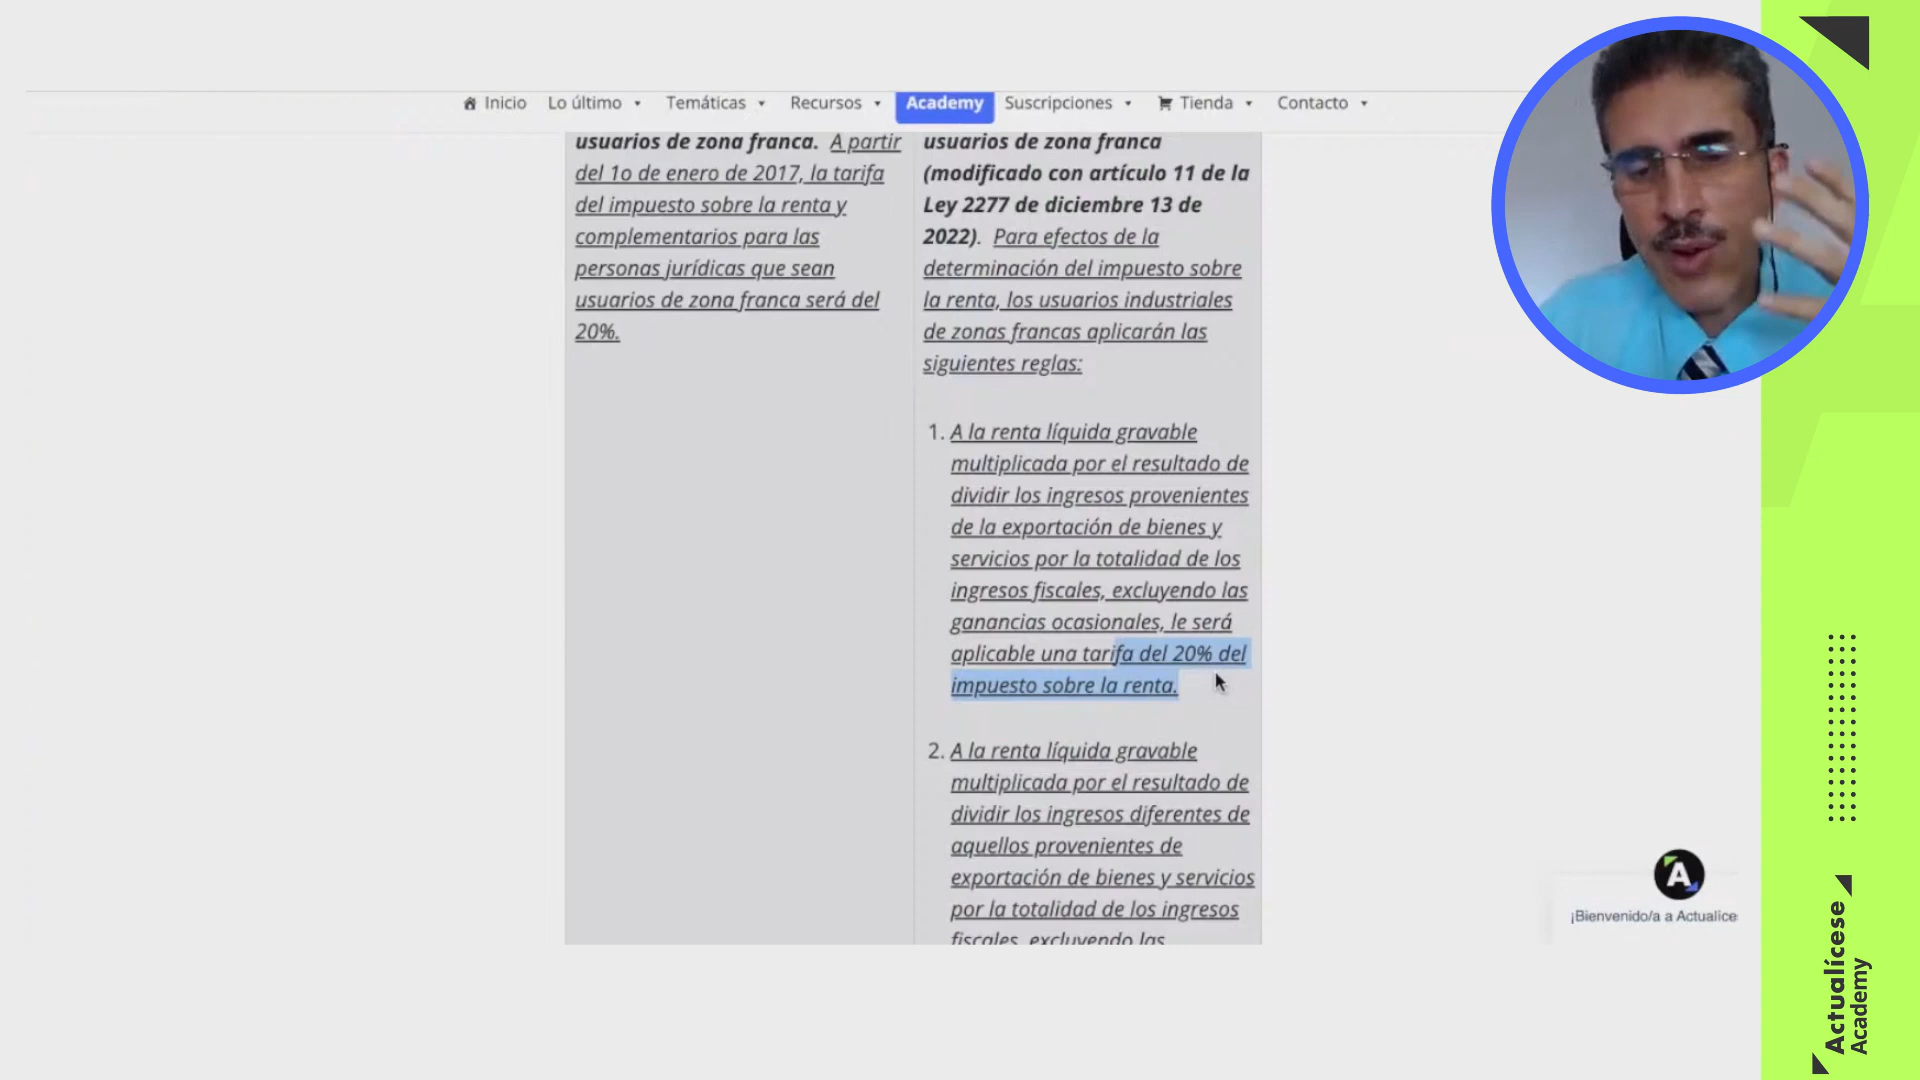 Inicio Lo último Temáticas Recursos Academy Suscripciones Tienda Contacto
usuarios de zona franca. A partir
del 1o de enero de 2017, la tarifa
del impuesto sobre la renta y
complementarios para las
personas jurídicas que sean
usuarios de zona franca será del
20%.
usuarios de zona franca
(modificado con artículo 11 de la
Ley 2277 de diciembre 13 de
2022). Para efectos de la
determinación del impuesto sobre
la renta, los usuarios industriales
de zonas francas aplicarán las
siguientes reglas:
1. A la renta líquida gravable
multiplicada por el resultado de
dividir los ingresos provenientes
de la exportación de bienes y
servicios por la totalidad de los
ingresos fiscales, excluyendo las
ganancias ocasionales, le será
aplicable una tarifa del 20% del
impuesto sobre la renta.
2. A la renta líquida gravable
multiplicada por el resultado de
dividir los ingresos diferentes de
aquellos provenientes de
exportación de bienes y servicios
por la totalidad de los ingresos
fiscales, excluyendo las
A
¡Bienvenido/a a Actualíce
Actualícese
Academy